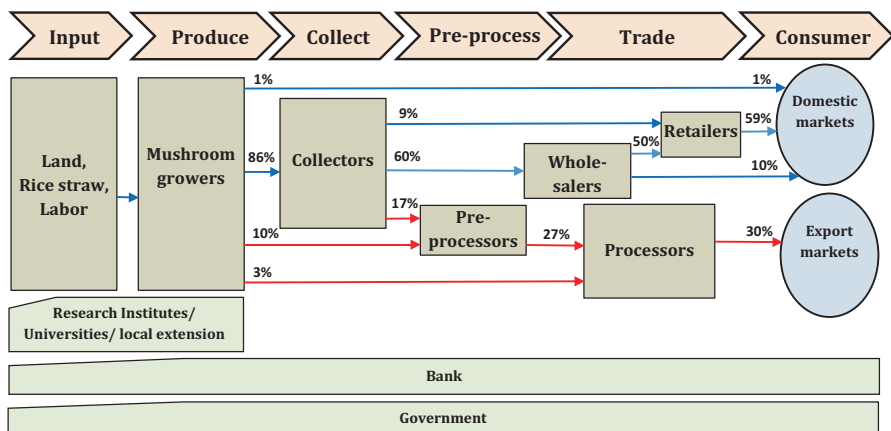 Input
Produce
Collect
Pre-process
Trade
Consumer
1%
1%
Domestic
markets
9%
59%
Retailers
50%
Land,
Rice straw,
Labor
Mushroom
growers
86%
Collectors
60%
Whole-
salers
10%
17%
Pre-
processors
10%
27%
Processors
30%
Export
markets
3%
Research Institutes/
Universities/ local extension
Bank
Government